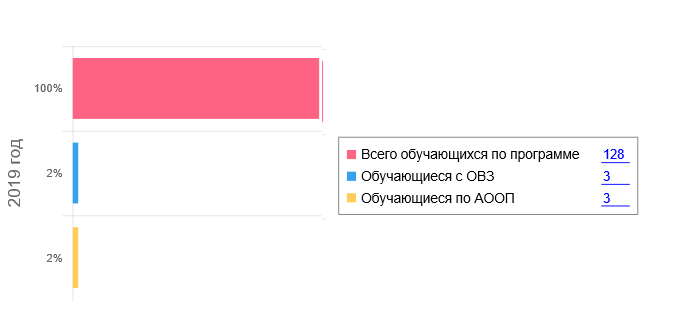 2019 год
100%
2%
2%
Всего обучающихся по программе 128
Обучающиеся с ОВЗ 3
Обучающиеся по АООП 3